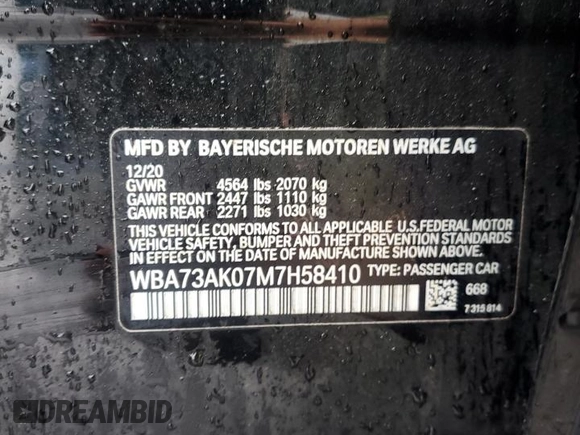 MFD BY BAYERISCHE MOTOREN WERKE AG
12/20
GVWR 4564 lbs 2070 kg
GAWR FRONT 2447 lbs 1110 kg
GAWR REAR 2271 lbs 1030 kg
THIS VEHICLE CONFORMS TO ALL APPLICABLE U.S.FEDERAL MOTOR
VEHICLE SAFETY, BUMPER AND THEFT PREVENTION STANDARDS
IN EFFECT ON THE DATE OF MANUFACTURE SHOWN ABOVE.
WBA73AK07M7H58410 TYPE: PASSENGER CAR
668
7 315 814
DREAMBID